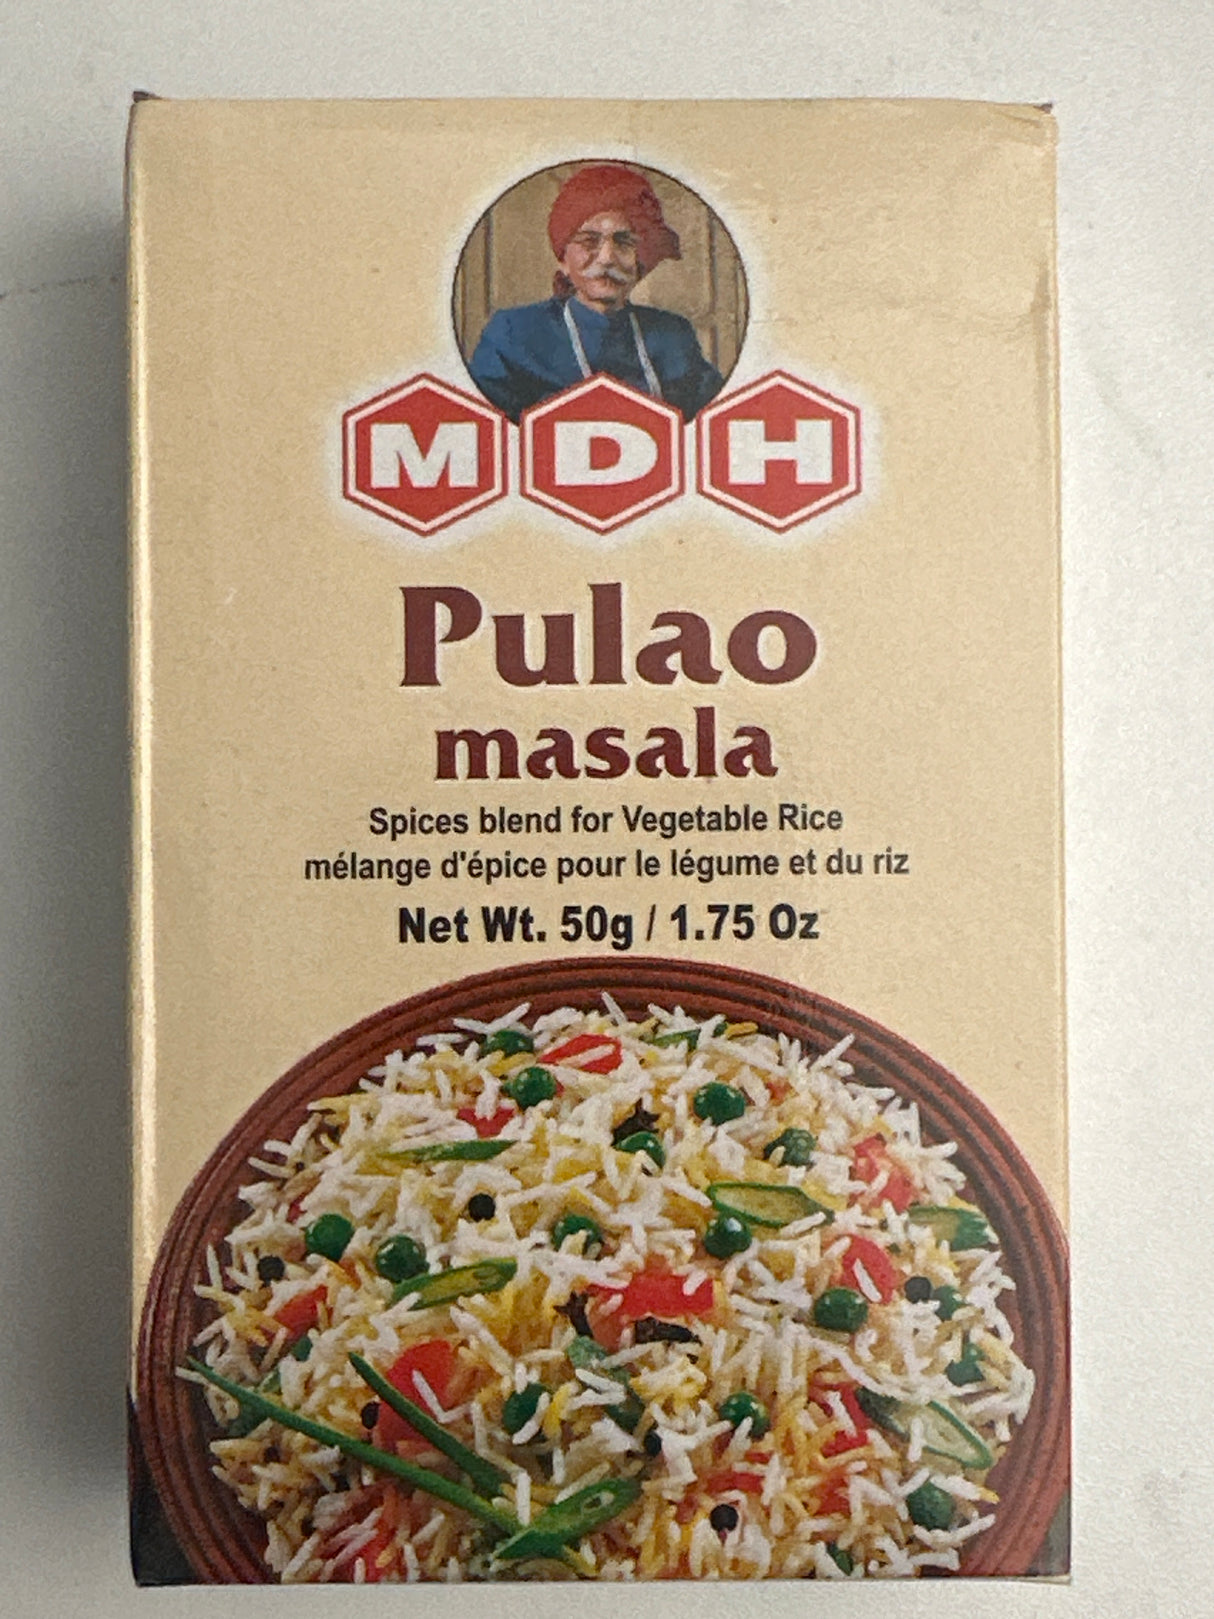 MDH
Pulao
masala
Spices blend for Vegetable Rice
mélange d'épice pour le légume et du riz
Net Wt. 50g / 1.75 Oz